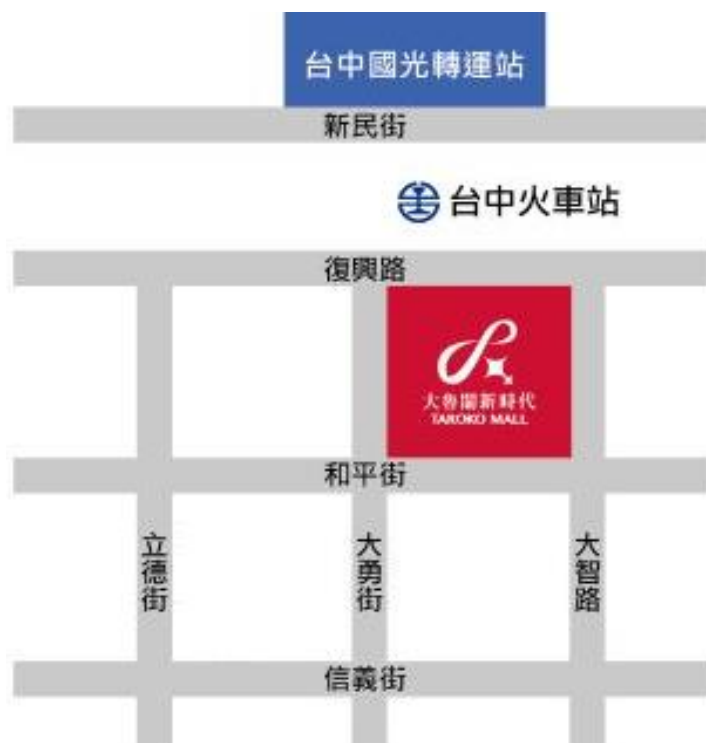 台中國光轉運站
新民街
台中火車站
復興路
大魯閣新時代
TAROKO MALL
和平街
立德街
大勇街
大智路
信義街